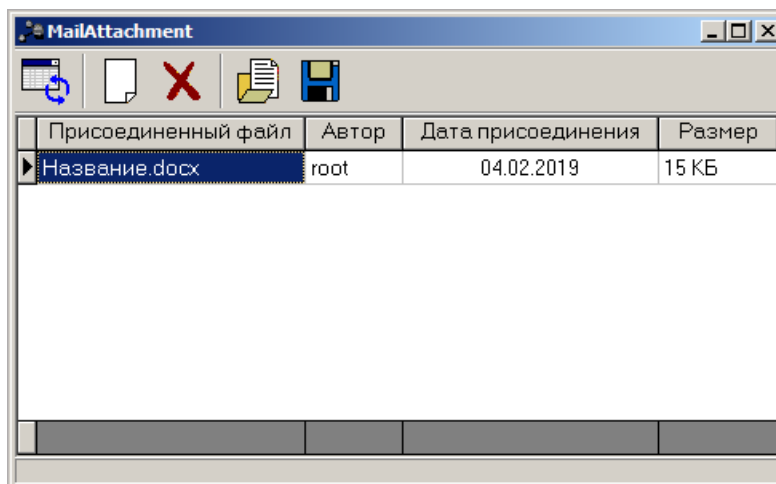 MailAttachment
Присоединенный файл Автор Дата присоединения Размер
Название.docx root 04.02.2019 15 КБ